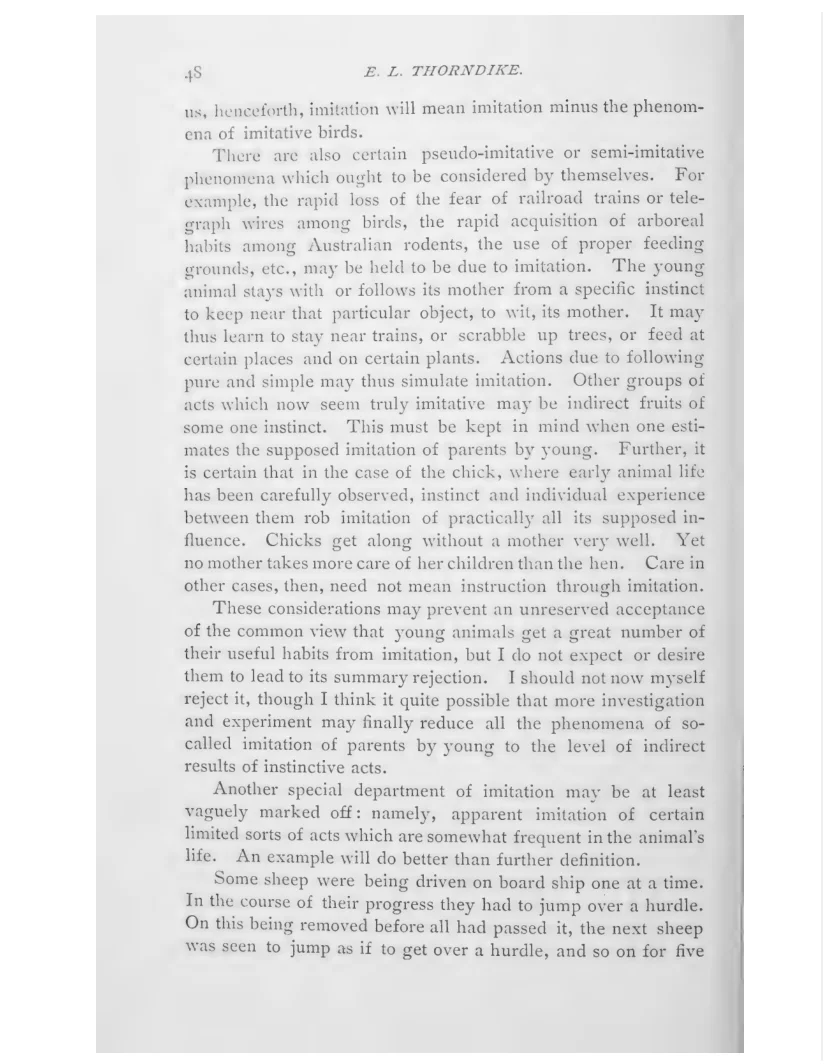 48
E. L. THORNDIKE.
us, henceforth, imitation will mean imitation minus the phenom-
ena of imitative birds.
There are also certain pseudo-imitative or semi-imitative
phenomena which ought to be considered by themselves. For
example, the rapid loss of the fear of railroad trains or tele-
graph wires among birds, the rapid acquisition of arboreal
habits among Australian rodents, the use of proper feeding
grounds, etc., may be held to be due to imitation. The young
animal stays with or follows its mother from a specific instinct
to keep near that particular object, to wit, its mother. It may
thus learn to stay near trains, or scrabble up trees, or feed at
certain places and on certain plants. Actions due to following
pure and simple may thus simulate imitation. Other groups of
acts which now seem truly imitative may be indirect fruits of
some one instinct. This must be kept in mind when one esti-
mates the supposed imitation of parents by young. Further, it
is certain that in the case of the chick, where early animal life
has been carefully observed, instinct and individual experience
between them rob imitation of practically all its supposed in-
fluence. Chicks get along without a mother very well. Yet
no mother takes more care of her children than the hen. Care in
other cases, then, need not mean instruction through imitation.
These considerations may prevent an unreserved acceptance
of the common view that young animals get a great number of
their useful habits from imitation, but I do not expect or desire
them to lead to its summary rejection. I should not now myself
reject it, though I think it quite possible that more investigation
and experiment may finally reduce all the phenomena of so-
called imitation of parents by young to the level of indirect
results of instinctive acts.
Another special department of imitation may be at least
vaguely marked off: namely, apparent imitation of certain
limited sorts of acts which are somewhat frequent in the animal's
life. An example will do better than further definition.
Some sheep were being driven on board ship one at a time.
In the course of their progress they had to jump over a hurdle.
On this being removed before all had passed it, the next sheep
was seen to jump as if to get over a hurdle, and so on for five